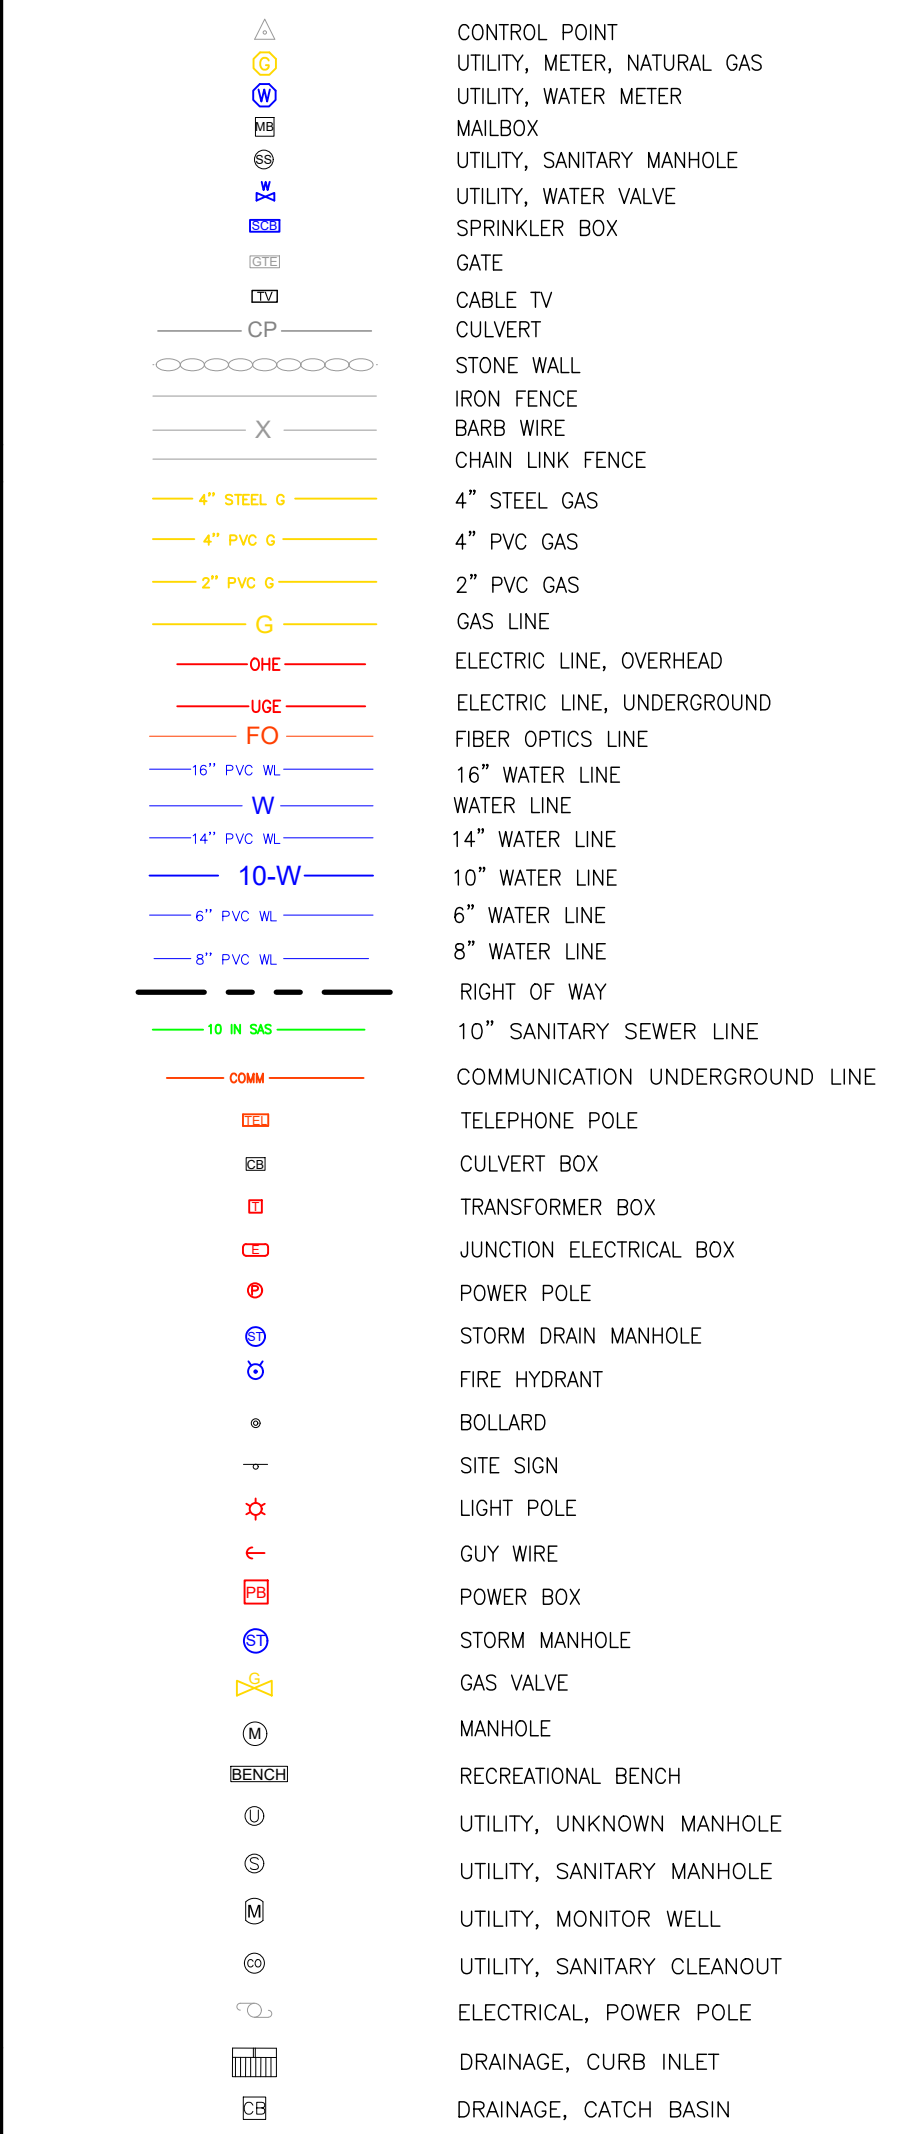 CONTROL POINT
G UTILITY, METER, NATURAL GAS
W UTILITY, WATER METER
MB MAILBOX
SS UTILITY, SANITARY MANHOLE
W UTILITY, WATER VALVE
SCB SPRINKLER BOX
GTE GATE
TV CABLE TV
CP CULVERT
STONE WALL
IRON FENCE
X BARB WIRE
CHAIN LINK FENCE
4" STEEL G 4" STEEL GAS
4" PVC G 4" PVC GAS
2" PVC G 2" PVC GAS
G GAS LINE
OHE ELECTRIC LINE, OVERHEAD
UGE ELECTRIC LINE, UNDERGROUND
FO FIBER OPTICS LINE
16" PVC WL 16" WATER LINE
W WATER LINE
14" PVC WL 14" WATER LINE
10-W 10" WATER LINE
6" PVC WL 6" WATER LINE
8" PVC WL 8" WATER LINE
RIGHT OF WAY
10 IN SAS 10" SANITARY SEWER LINE
COMM COMMUNICATION UNDERGROUND LINE
TEL TELEPHONE POLE
CB CULVERT BOX
T TRANSFORMER BOX
E JUNCTION ELECTRICAL BOX
P POWER POLE
ST STORM DRAIN MANHOLE
FIRE HYDRANT
BOLLARD
SITE SIGN
LIGHT POLE
GUY WIRE
PB POWER BOX
ST STORM MANHOLE
G GAS VALVE
M MANHOLE
BENCH RECREATIONAL BENCH
U UTILITY, UNKNOWN MANHOLE
S UTILITY, SANITARY MANHOLE
M UTILITY, MONITOR WELL
CO UTILITY, SANITARY CLEANOUT
ELECTRICAL, POWER POLE
DRAINAGE, CURB INLET
CB DRAINAGE, CATCH BASIN